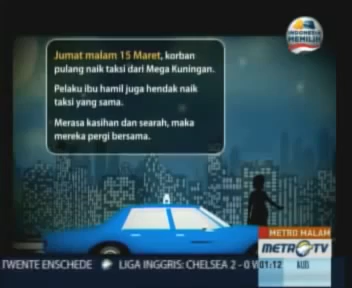 INDONESIA
MEMILIH
Jumat malam 15 Maret, korban
pulang naik taksi dari Mega Kuningan.
Pelaku ibu hamil juga hendak naik
taksi yang sama.
Merasa kasihan dan searah, maka
mereka pergi bersama.
METRO MALAM
METRO TV
TWENTE ENSCHEDE LIGA INGGRIS: CHELSEA 2 - 0 W 01:12